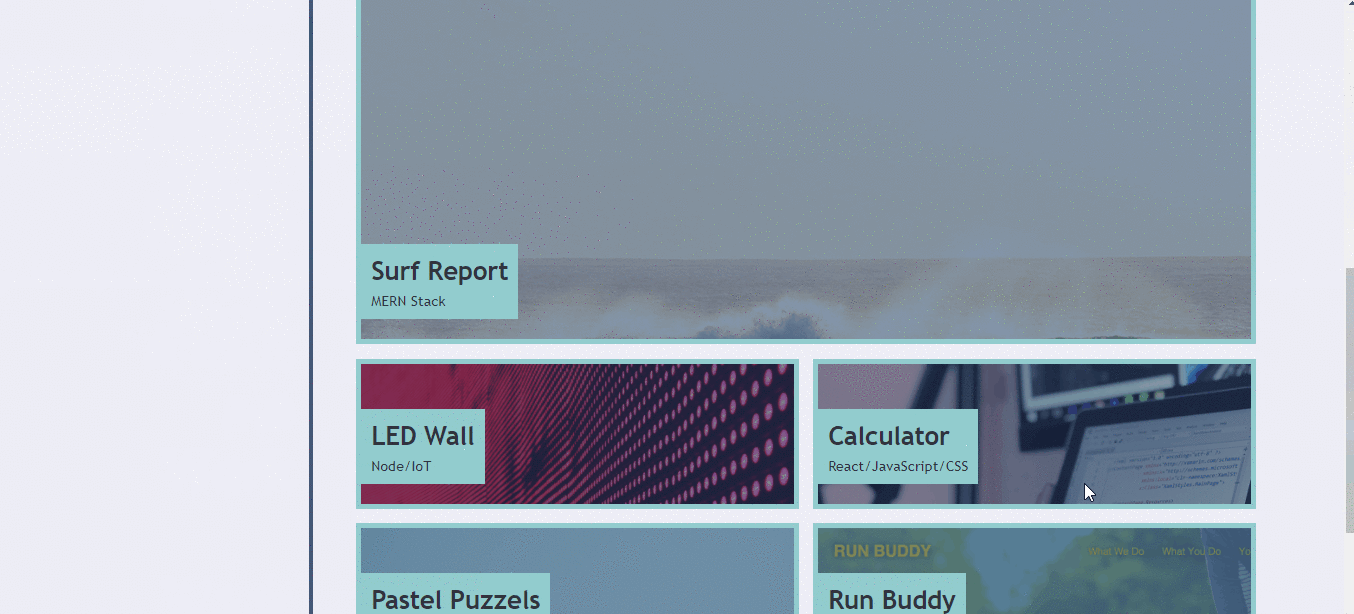 Surf Report
MERN Stack
LED Wall
Node/IoT
Calculator
React/JavaScript/CSS
Pastel Puzzels
RUN BUDDY
What We Do What You Do Yo
Run Buddy